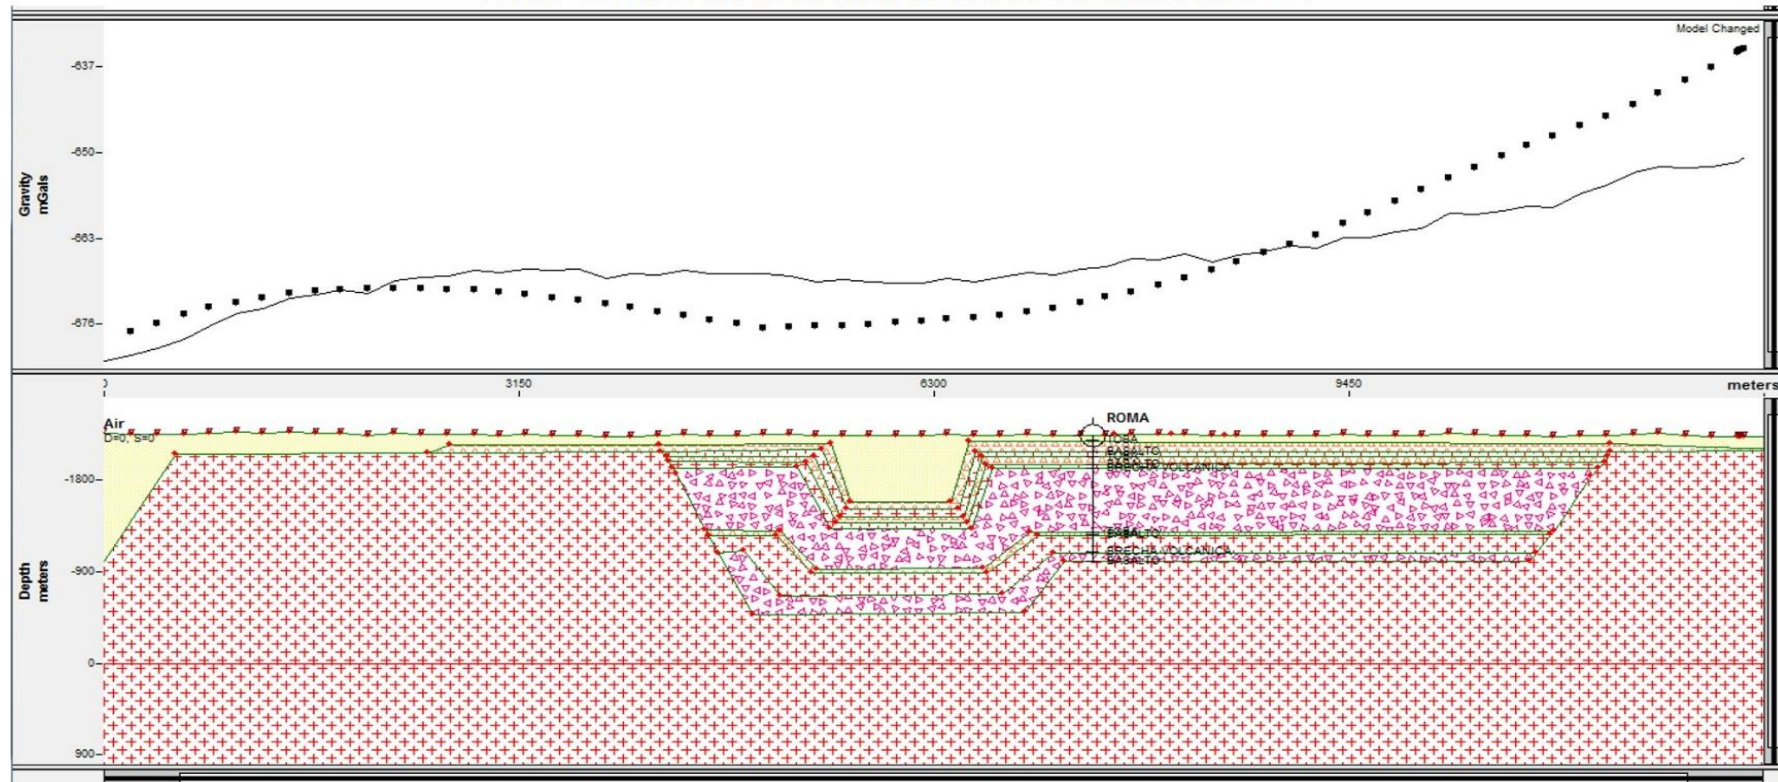 Model Changed
-637
-650
-663
-676
Gravity
mGals
0
3150
6300
9450
meters
Air
D=0, S=0
ROMA
TOBA
BASALTO
BASALTO
BRECHA VOLCANICA
BASALTO
BRECHA VOLCANICA
BASALTO
-1800
-900
0
900
Depth
meters